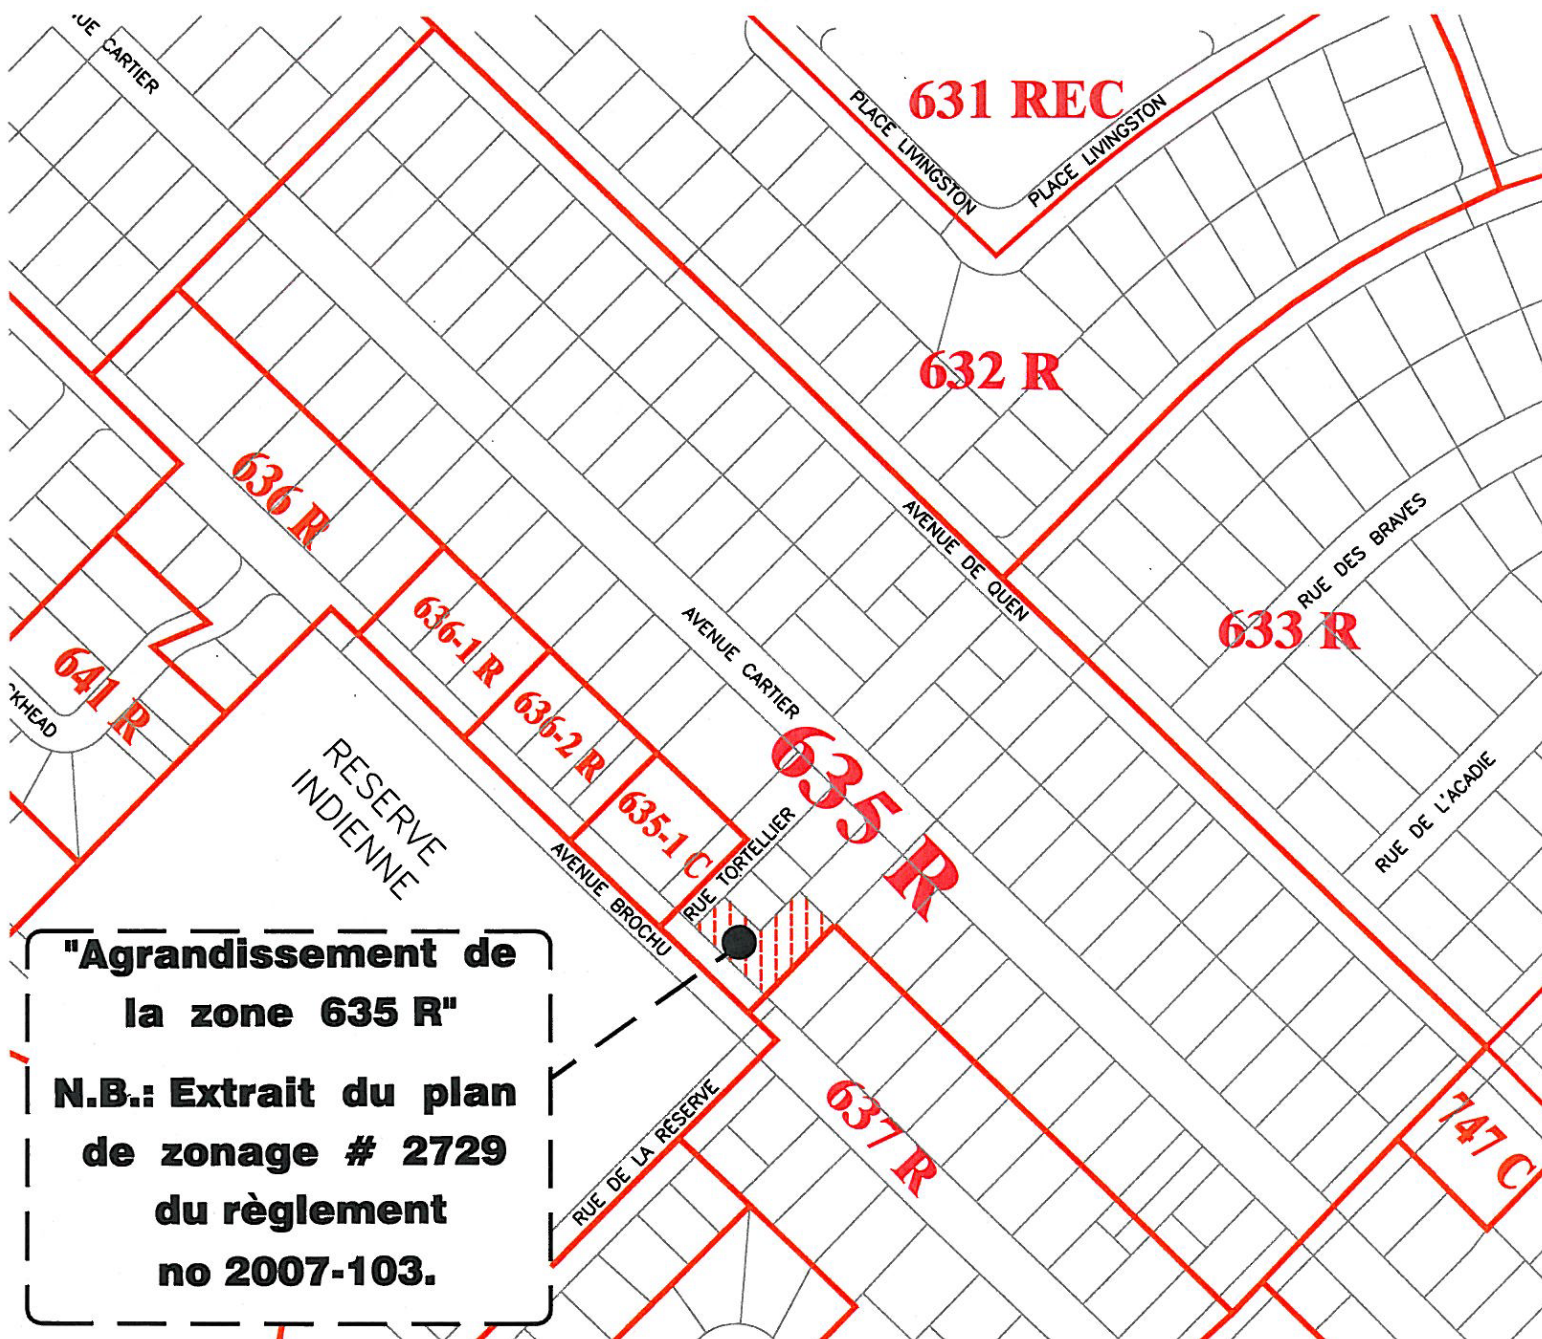 RUE CARTIER
631 REC
PLACE LIVINGSTON
PLACE LIVINGSTON
632 R
636 R
AVENUE DE QUEN
RUE DES BRAVES
633 R
636-1 R
AVENUE CARTIER
641 R
636-2 R
635 R
RESERVE
INDIENNE
635-1 C
RUE TORTELLIER
RUE DE L'ACADIE
AVENUE BROCHU
"Agrandissement de
la zone 635 R"
N.B.: Extrait du plan
de zonage # 2729
du règlement
no 2007-103.
RUE DE LA RÉSERVE
637 R
747 C